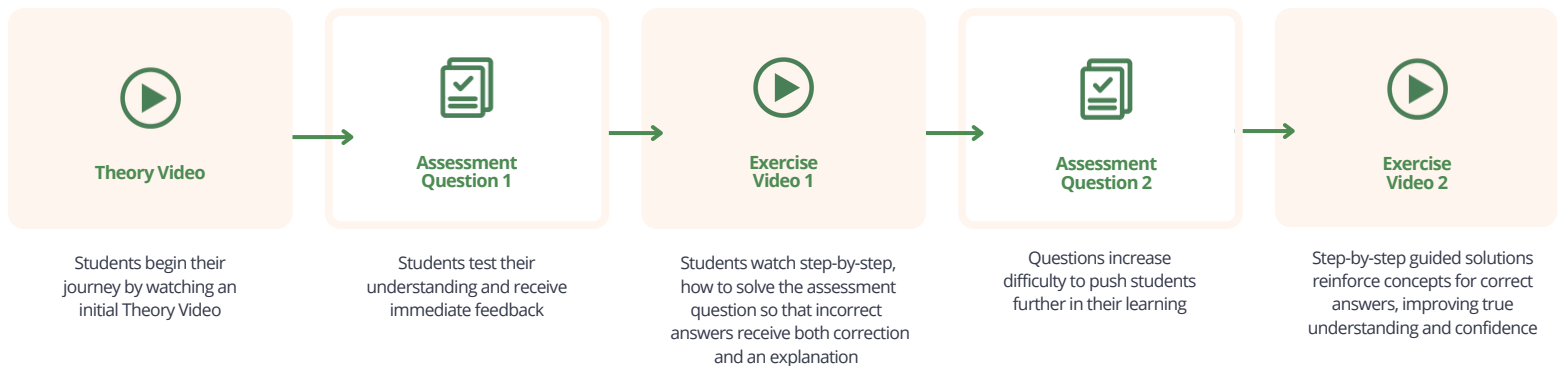 Theory Video
Students begin their
journey by watching an
initial Theory Video
Assessment
Question 1
Students test their
understanding and receive
immediate feedback
Exercise
Video 1
Students watch step-by-step,
how to solve the assessment
question so that incorrect
answers receive both correction
and an explanation
Assessment
Question 2
Questions increase
difficulty to push students
further in their learning
Exercise
Video 2
Step-by-step guided solutions
reinforce concepts for correct
answers, improving true
understanding and confidence